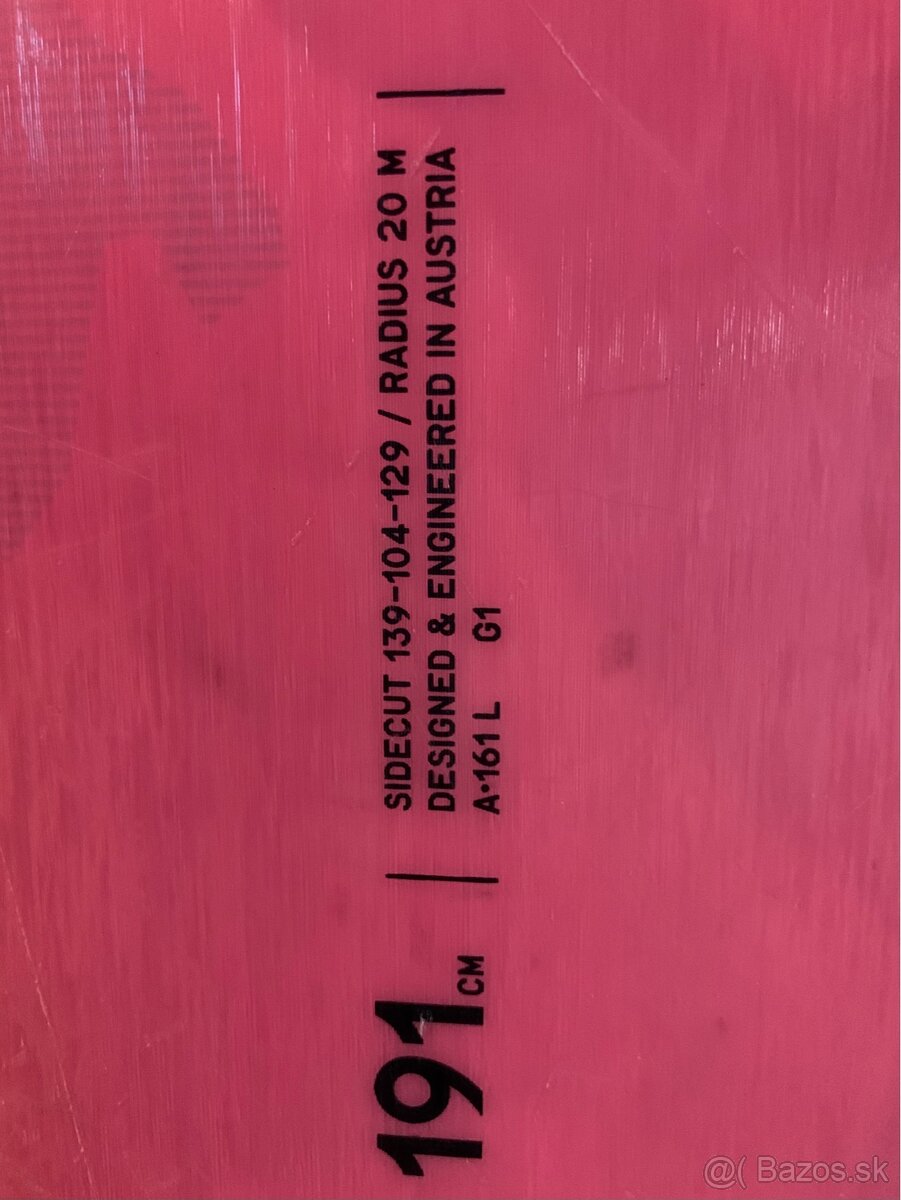 191 CM
SIDECUT 139-104-129 / RADIUS 20 M
DESIGNED & ENGINEERED IN AUSTRIA
A•161 L G1
@( Bazos.sk